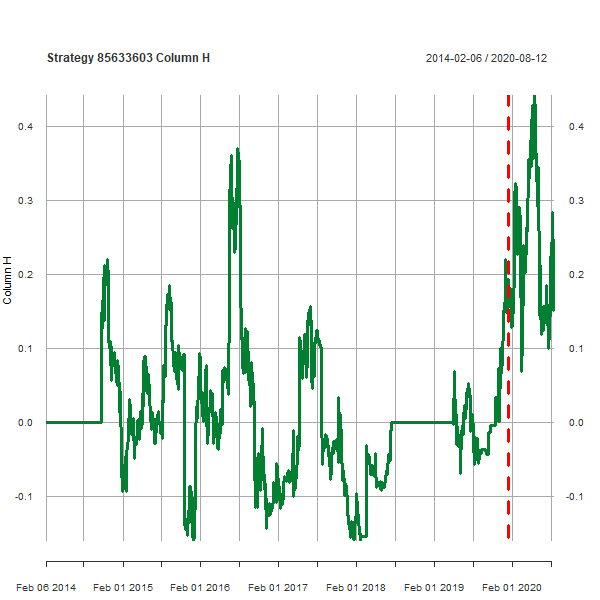 Strategy 85633603 Column H
2014-02-06 / 2020-08-12
0.4
0.4
0.3
0.3
0.2
0.2
0.1
0.1
0.0
0.0
-0.1
-0.1
Column H
Feb 06 2014
Feb 01 2015
Feb 01 2016
Feb 01 2017
Feb 01 2018
Feb 01 2019
Feb 01 2020